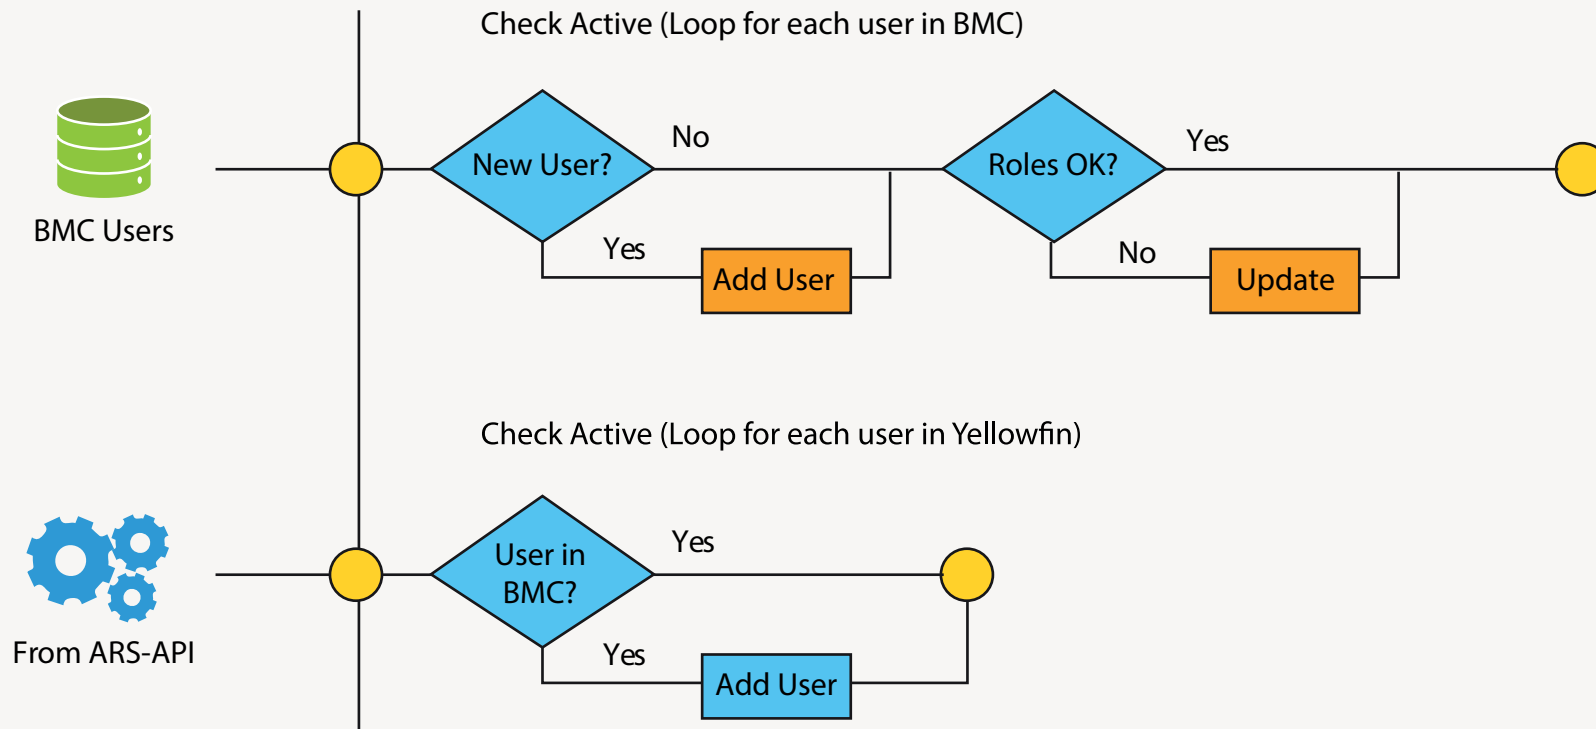 Check Active (Loop for each user in BMC)
New User?
No
Roles OK?
Yes
BMC Users
Yes
Add User
No
Update
Check Active (Loop for each user in Yellowfin)
User in
BMC?
Yes
From ARS-API
Yes
Add User